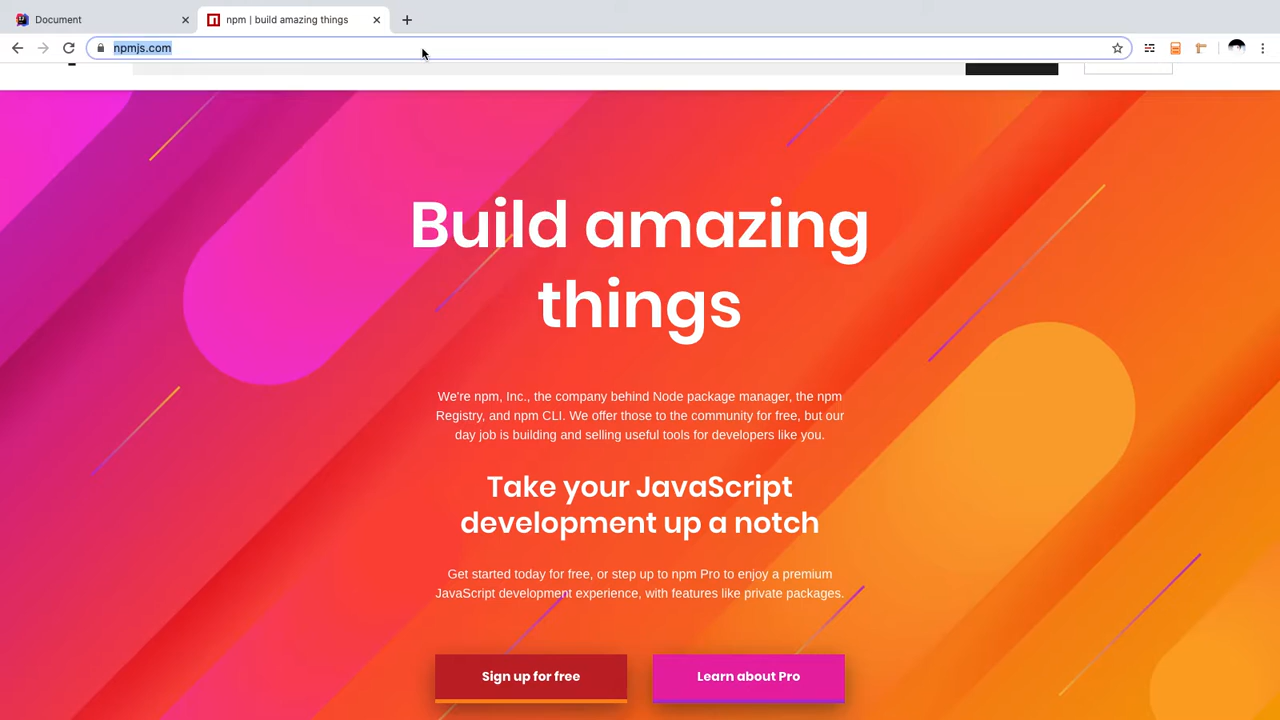 Document
npm | build amazing things
npmjs.com
Build amazing
things
We're npm, Inc., the company behind Node package manager, the npm
Registry, and npm CLI. We offer those to the community for free, but our
day job is building and selling useful tools for developers like you.
Take your JavaScript
development up a notch
Get started today for free, or step up to npm Pro to enjoy a premium
JavaScript development experience, with features like private packages.
Sign up for free
Learn about Pro